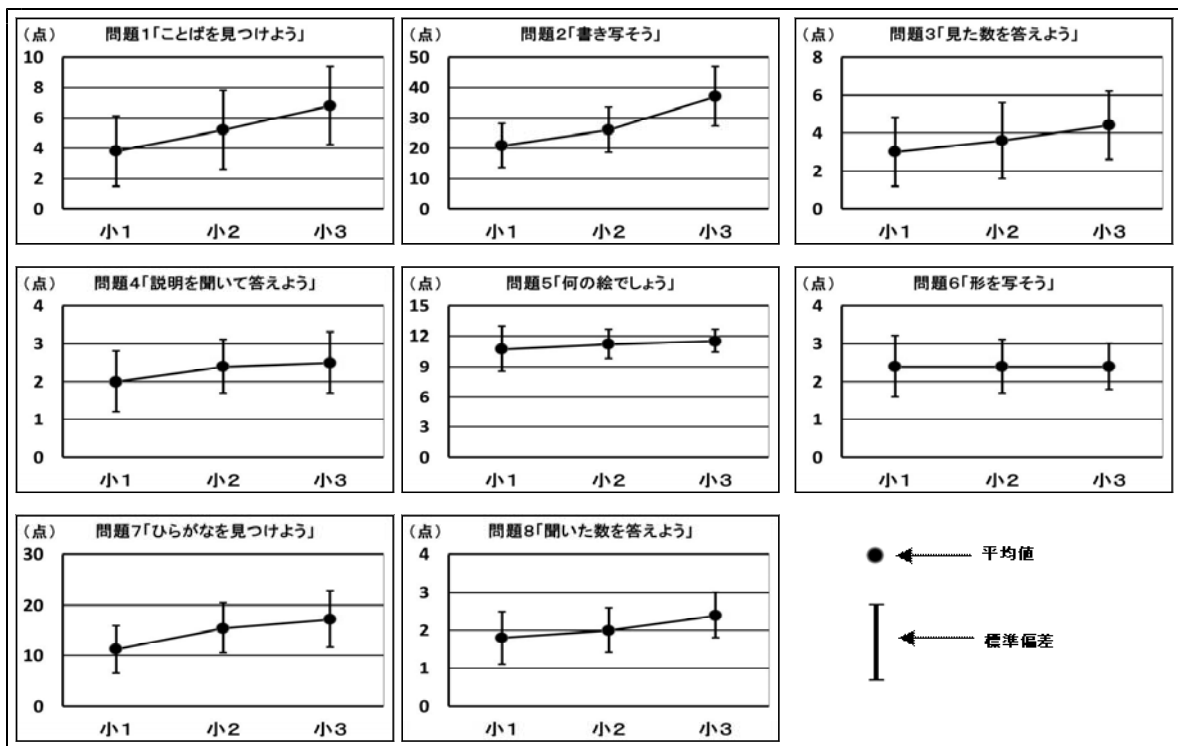 (点) 問題1「ことばを見つけよう」
10
8
6
4
2
0
小1 小2 小3
(点) 問題2「書き写そう」
50
40
30
20
10
0
小1 小2 小3
(点) 問題3「見た数を答えよう」
8
6
4
2
0
小1 小2 小3
(点) 問題4「説明を聞いて答えよう」
4
3
2
1
0
小1 小2 小3
(点) 問題5「何の絵でしょう」
15
12
9
6
3
0
小1 小2 小3
(点) 問題6「形を写そう」
4
3
2
1
0
小1 小2 小3
(点) 問題7「ひらがなを見つけよう」
30
20
10
0
小1 小2 小3
(点) 問題8「聞いた数を答えよう」
4
3
2
1
0
小1 小2 小3
平均値
標準偏差